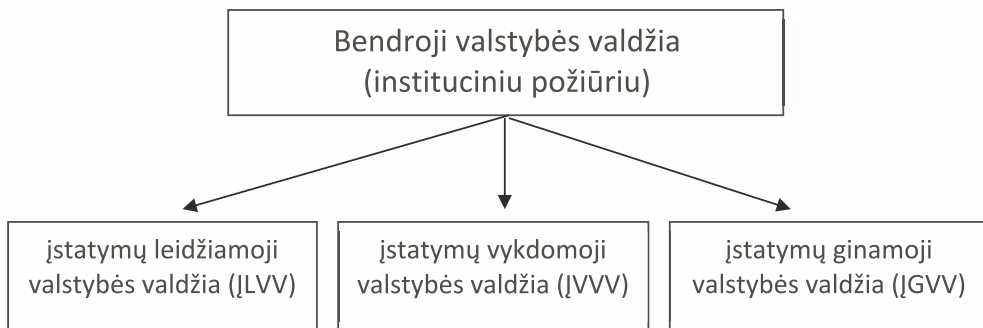 Bendroji valstybės valdžia
(instituciniu požiūriu)
įstatymų leidžiamoji
valstybės valdžia (ĮLVV)
įstatymų vykdomoji
valstybės valdžia (ĮVVV)
įstatymų ginamoji
valstybės valdžia (ĮGVV)